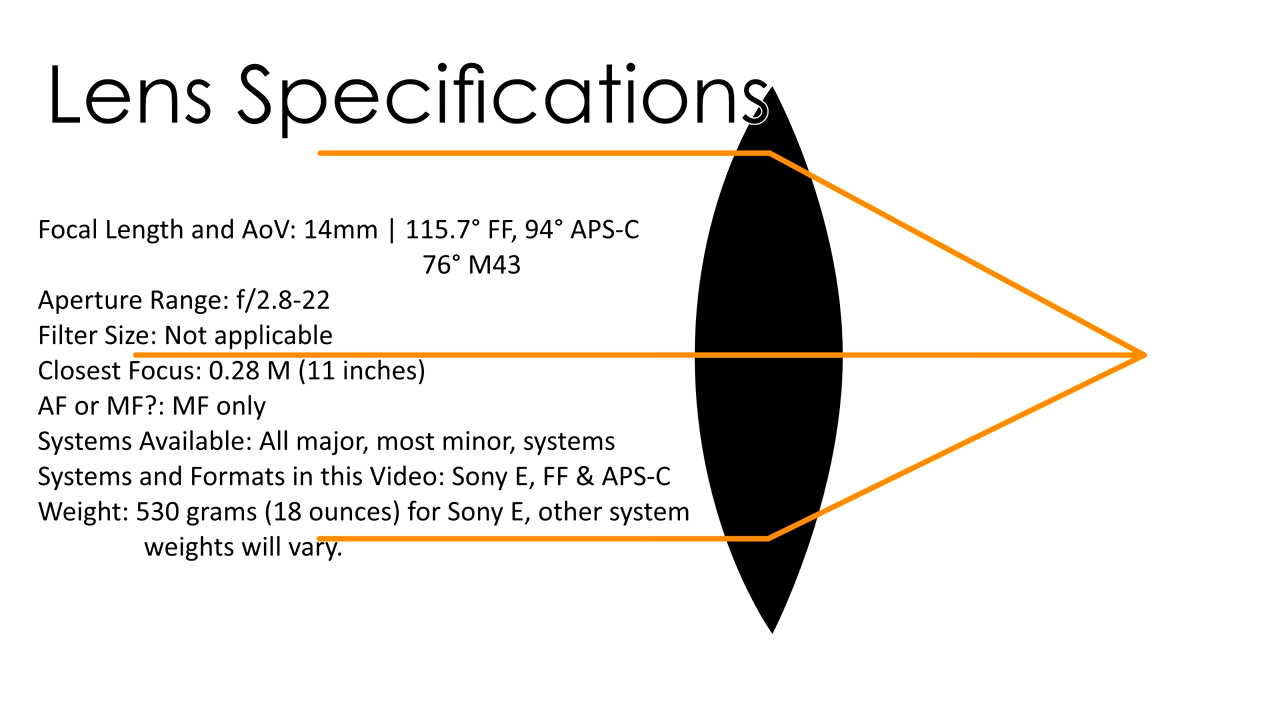 Lens Specifications
Focal Length and AoV: 14mm | 115.7° FF, 94° APS-C
76° M43
Aperture Range: f/2.8-22
Filter Size: Not applicable
Closest Focus: 0.28 M (11 inches)
AF or MF?: MF only
Systems Available: All major, most minor, systems
Systems and Formats in this Video: Sony E, FF & APS-C
Weight: 530 grams (18 ounces) for Sony E, other system
weights will vary.